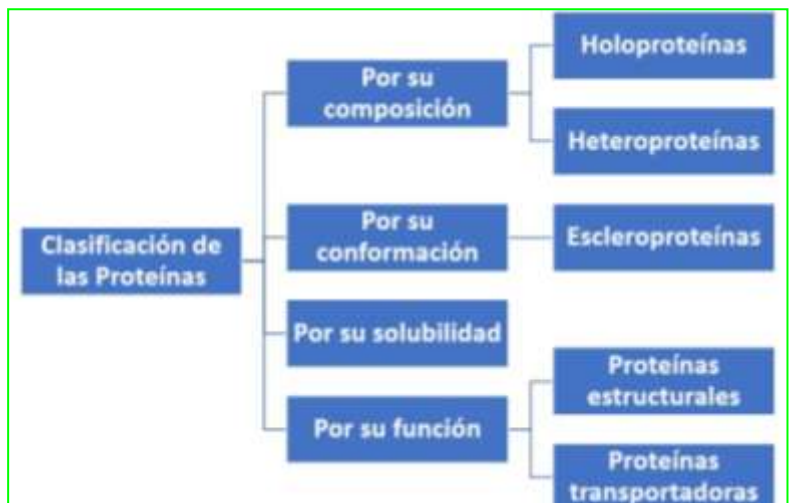 Clasificación de
las Proteínas
Por su
composición
Holoproteínas
Heteroproteínas
Por su
conformación
Escleroproteínas
Por su solubilidad
Por su función
Proteínas
estructurales
Proteínas
transportadoras